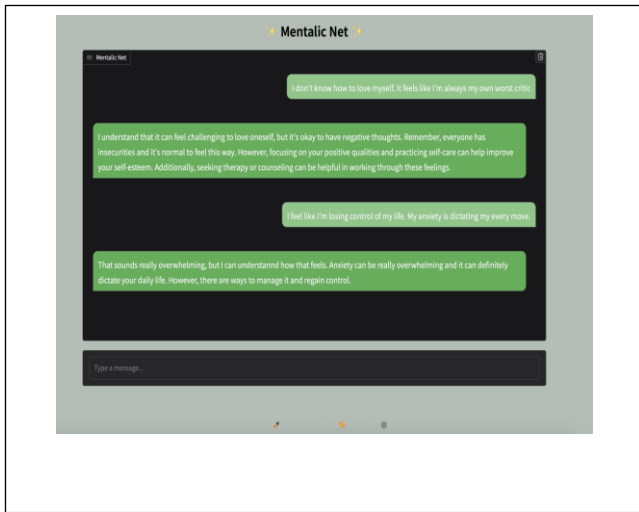 ✨ Mentalic Net ✨
Mentalic Net
I don't know how to love myself. It feels like I'm always my own worst critic
I understand that it can feel challenging to love oneself, but it's okay to have negative thoughts. Remember, everyone has
insecurities and it's normal to feel this way. However, focusing on your positive qualities and practicing self-care can help improve
your self-esteem. Additionally, seeking therapy or counseling can be helpful in working through these feelings.
I feel like I'm losing control of my life. My anxiety is dictating my every move.
That sounds really overwhelming, but I can understannd how that feels. Anxiety can be really overwhelming and it can definitely
dictate your daily life. However, there are ways to manage it and regain control.
Type a message...